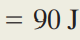 = 90 J